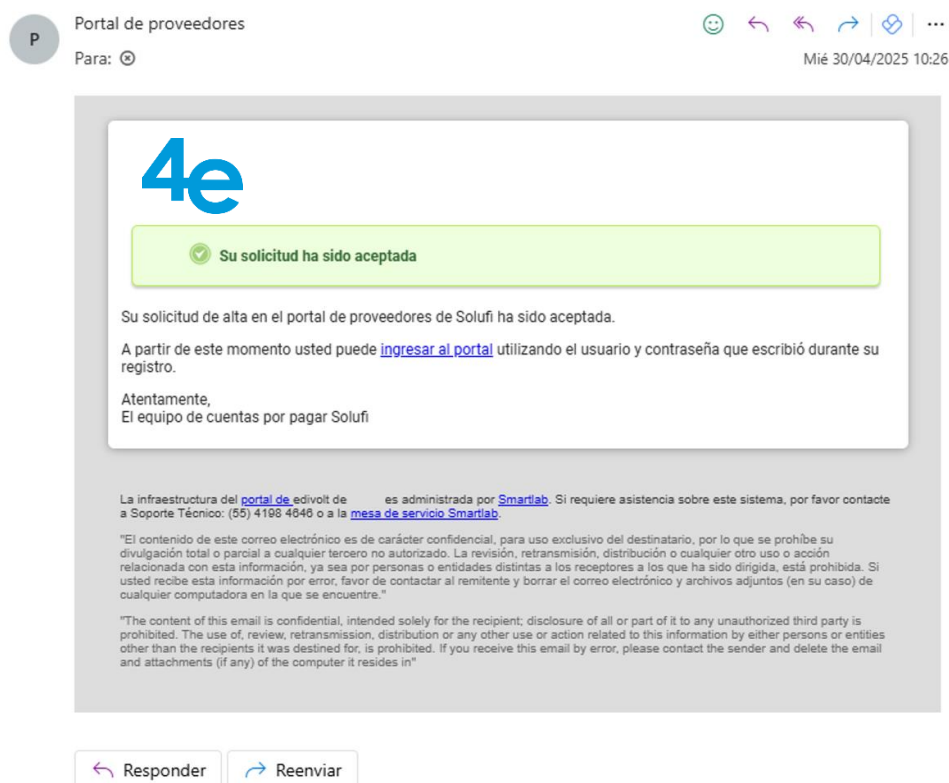 P
Portal de proveedores
Para:
Mié 30/04/2025 10:26
4e
Su solicitud ha sido aceptada
Su solicitud de alta en el portal de proveedores de Solufi ha sido aceptada.
A partir de este momento usted puede ingresar al portal utilizando el usuario y contraseña que escribió durante su
registro.
Atentamente,
El equipo de cuentas por pagar Solufi
La infraestructura del portal de edivolt de es administrada por Smartlab. Si requiere asistencia sobre este sistema, por favor contacte
a Soporte Técnico: (55) 4198 4646 o a la mesa de servicio Smartlab.
"El contenido de este correo electrónico es de carácter confidencial, para uso exclusivo del destinatario, por lo que se prohíbe su
divulgación total o parcial a cualquier tercero no autorizado. La revisión, retransmisión, distribución o cualquier otro uso o acción
relacionada con esta información, ya sea por personas o entidades distintas a los receptores a los que ha sido dirigida, está prohibida. Si
usted recibe esta información por error, favor de contactar al remitente y borrar el correo electrónico y archivos adjuntos (en su caso) de
cualquier computadora en la que se encuentre."
"The content of this email is confidential, intended solely for the recipient; disclosure of all or part of it to any unauthorized third party is
prohibited. The use of, review, retransmission, distribution or any other use or action related to this information by either persons or entities
other than the recipients it was destined for, is prohibited. If you receive this email by error, please contact the sender and delete the email
and attachments (if any) of the computer it resides in"
Responder
Reenviar